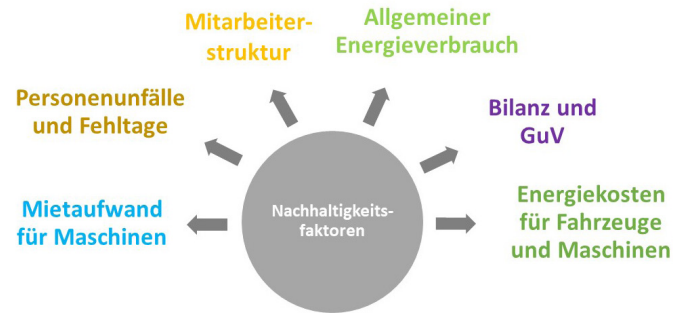 Mitarbeiter-
struktur
Allgemeiner
Energieverbrauch
Personenunfälle
und Fehltage
Bilanz und
GuV
Mietaufwand
für Maschinen
Nachhaltigkeits-
faktoren
Energiekosten
für Fahrzeuge
und Maschinen